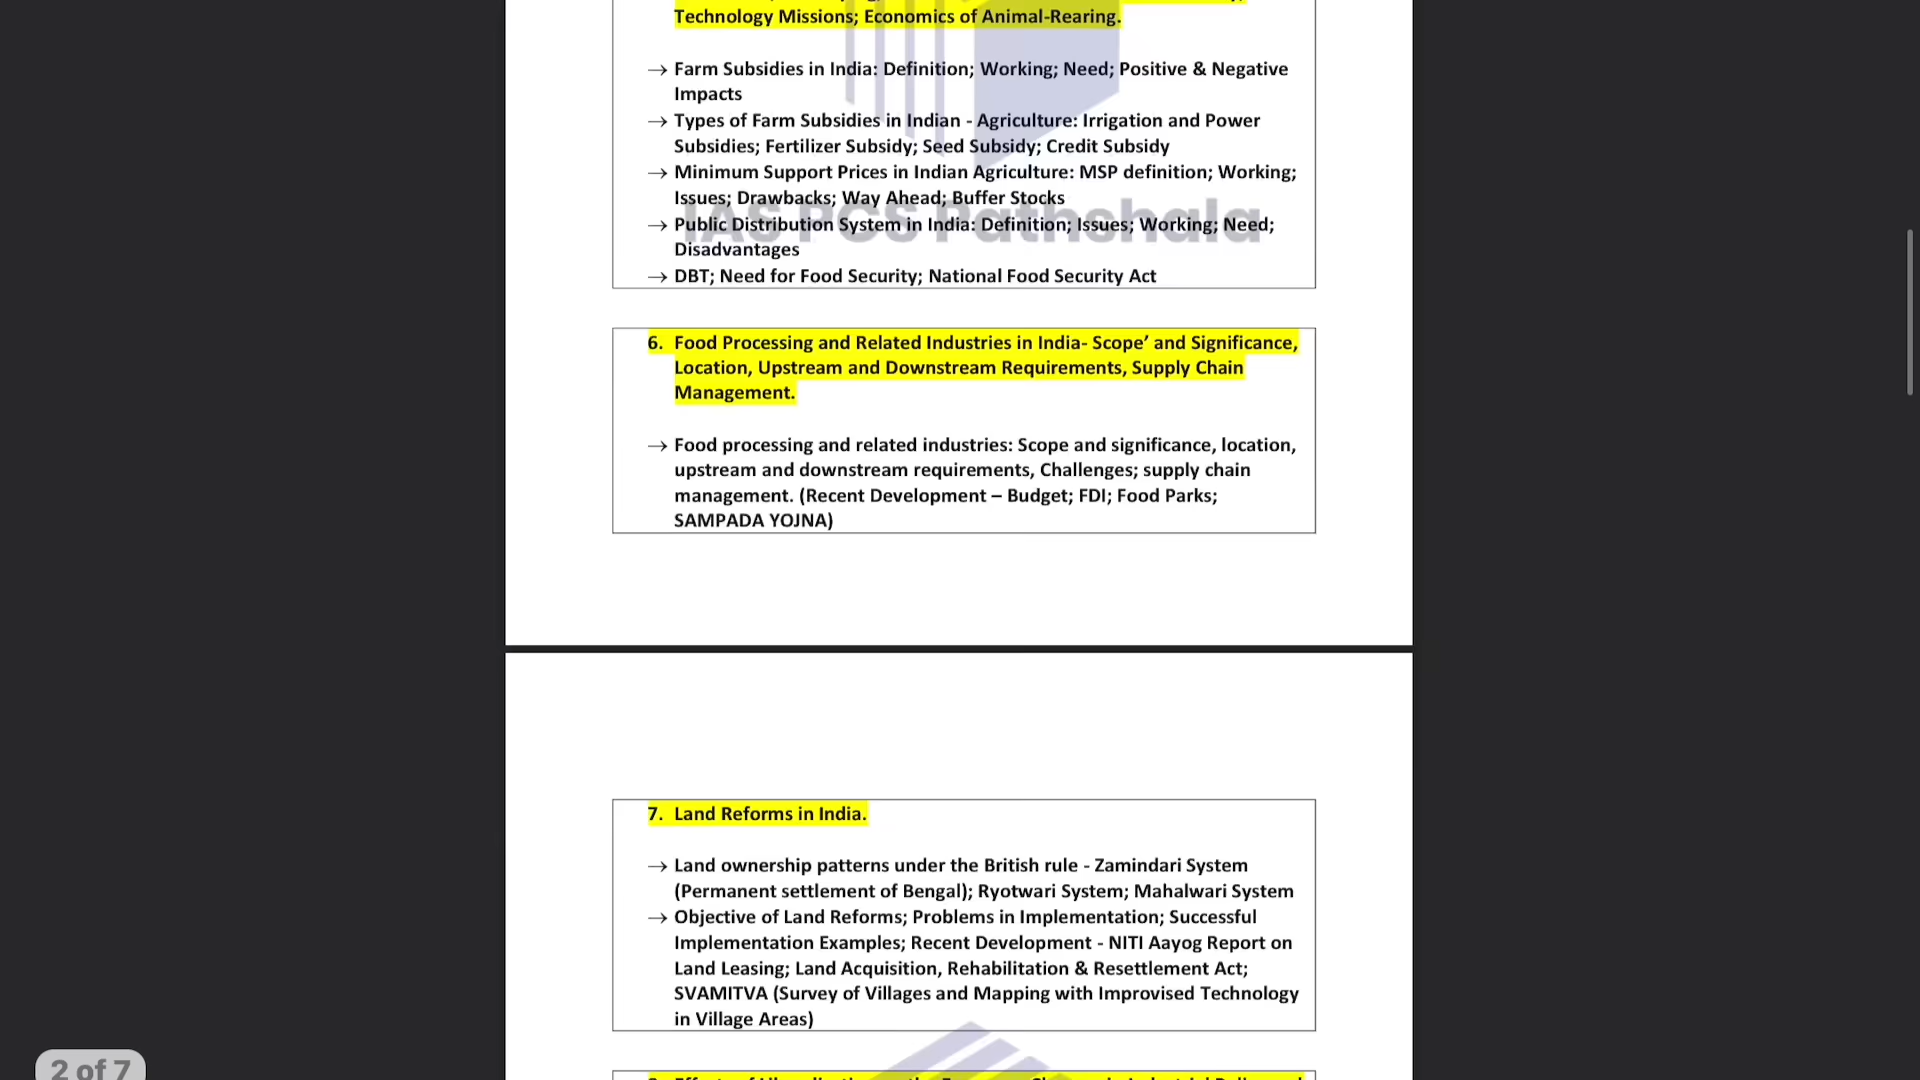 Technology Missions; Economics of Animal-Rearing.
→ Farm Subsidies in India: Definition; Working; Need; Positive & Negative
Impacts
→ Types of Farm Subsidies in Indian - Agriculture: Irrigation and Power
Subsidies; Fertilizer Subsidy; Seed Subsidy; Credit Subsidy
→ Minimum Support Prices in Indian Agriculture: MSP definition; Working;
Issues; Drawbacks; Way Ahead; Buffer Stocks
IAS PCS Pathshala
→ Public Distribution System in India: Definition; Issues; Working; Need;
Disadvantages
→ DBT; Need for Food Security; National Food Security Act
6. Food Processing and Related Industries in India- Scope’ and Significance,
Location, Upstream and Downstream Requirements, Supply Chain
Management.
→ Food processing and related industries: Scope and significance, location,
upstream and downstream requirements, Challenges; supply chain
management. (Recent Development – Budget; FDI; Food Parks;
SAMPADA YOJNA)
7. Land Reforms in India.
→ Land ownership patterns under the British rule - Zamindari System
(Permanent settlement of Bengal); Ryotwari System; Mahalwari System
→ Objective of Land Reforms; Problems in Implementation; Successful
Implementation Examples; Recent Development - NITI Aayog Report on
Land Leasing; Land Acquisition, Rehabilitation & Resettlement Act;
SVAMITVA (Survey of Villages and Mapping with Improvised Technology
in Village Areas)
2 of 7